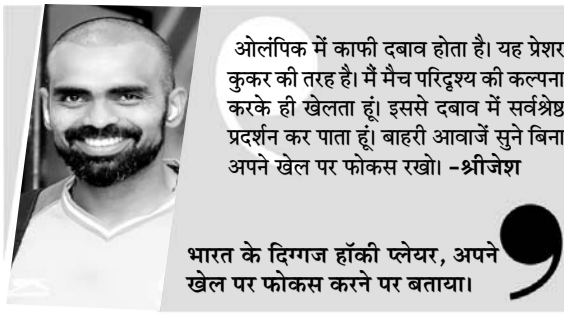 ओलंपिक में काफी दबाव होता है। यह प्रेशर
कुकर की तरह है। मैं मैच परिदृश्य की कल्पना
करके ही खेलता हूं। इससे दबाव में सर्वश्रेष्ठ
प्रदर्शन कर पाता हूं। बाहरी आवाजें सुने बिना
अपने खेल पर फोकस रखो। -श्रीजेश
भारत के दिग्गज हॉकी प्लेयर, अपने
खेल पर फोकस करने पर बताया।